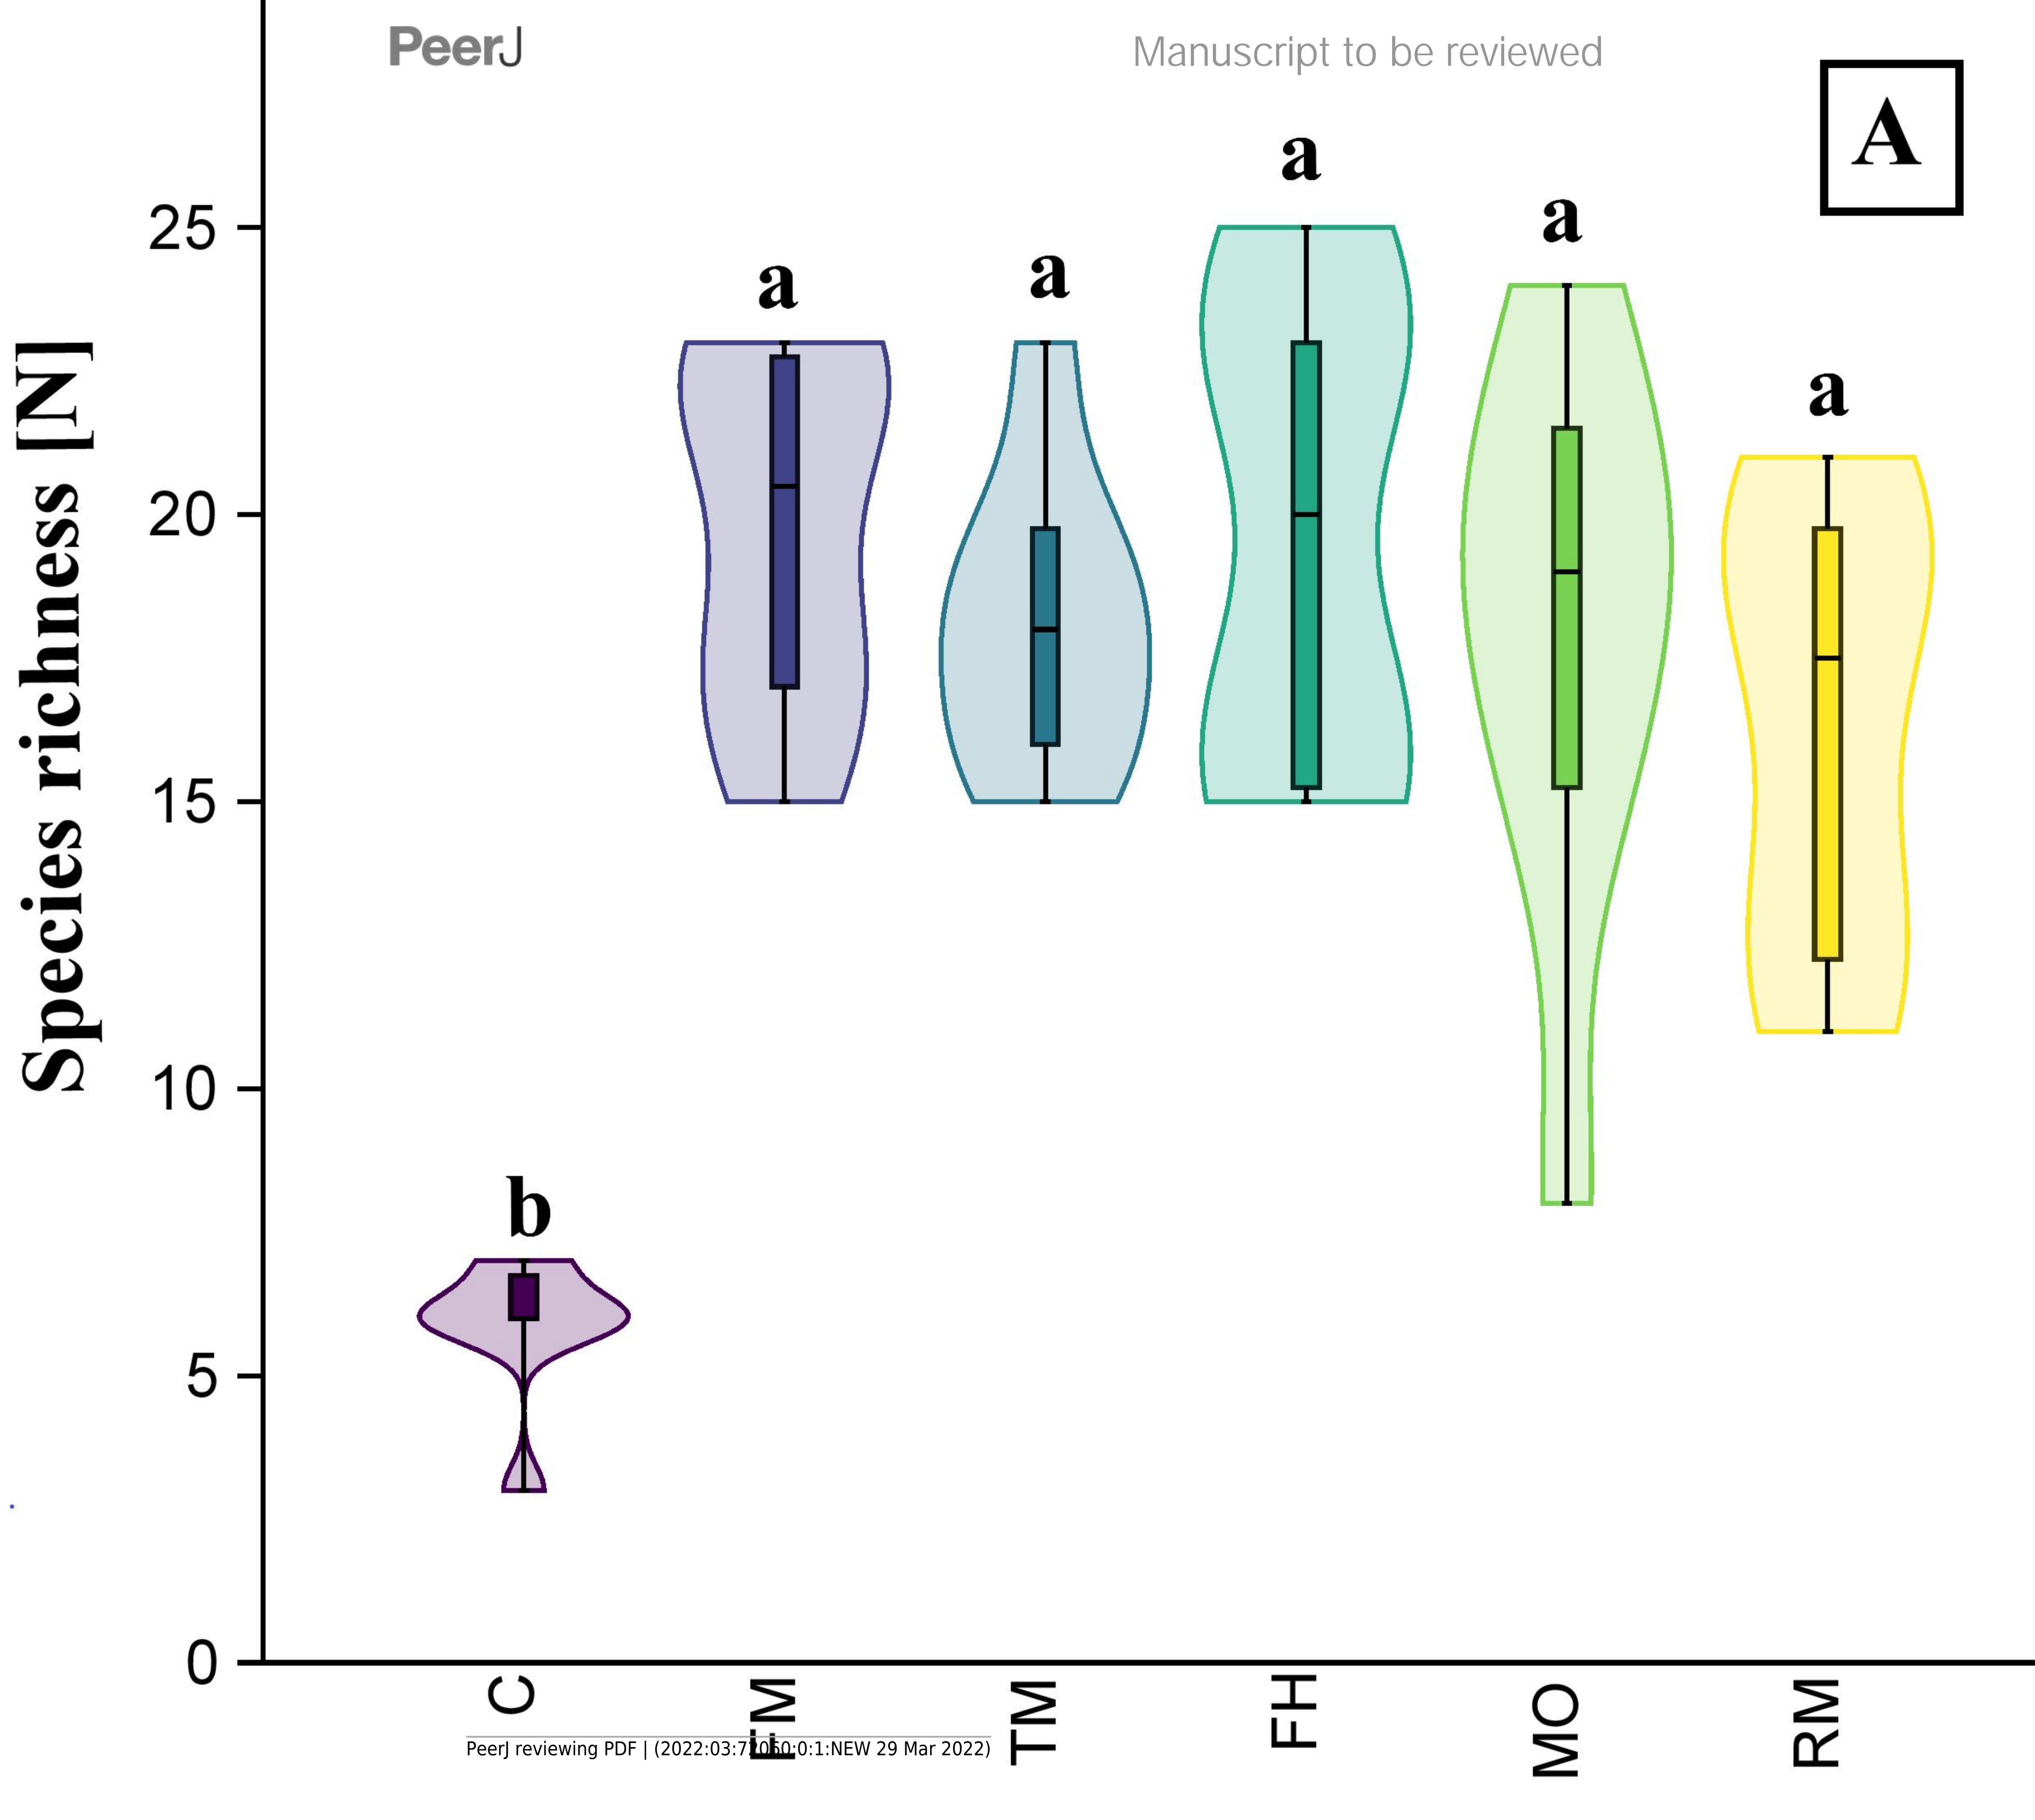 PeerJ
Manuscript to be reviewed
A
Species richness [N]
25
20
15
10
5
0
b
a
a
a
a
a
C
FM
TM
FH
MO
RM
PeerJ reviewing PDF | (2022:03:72060:0:1:NEW 29 Mar 2022)